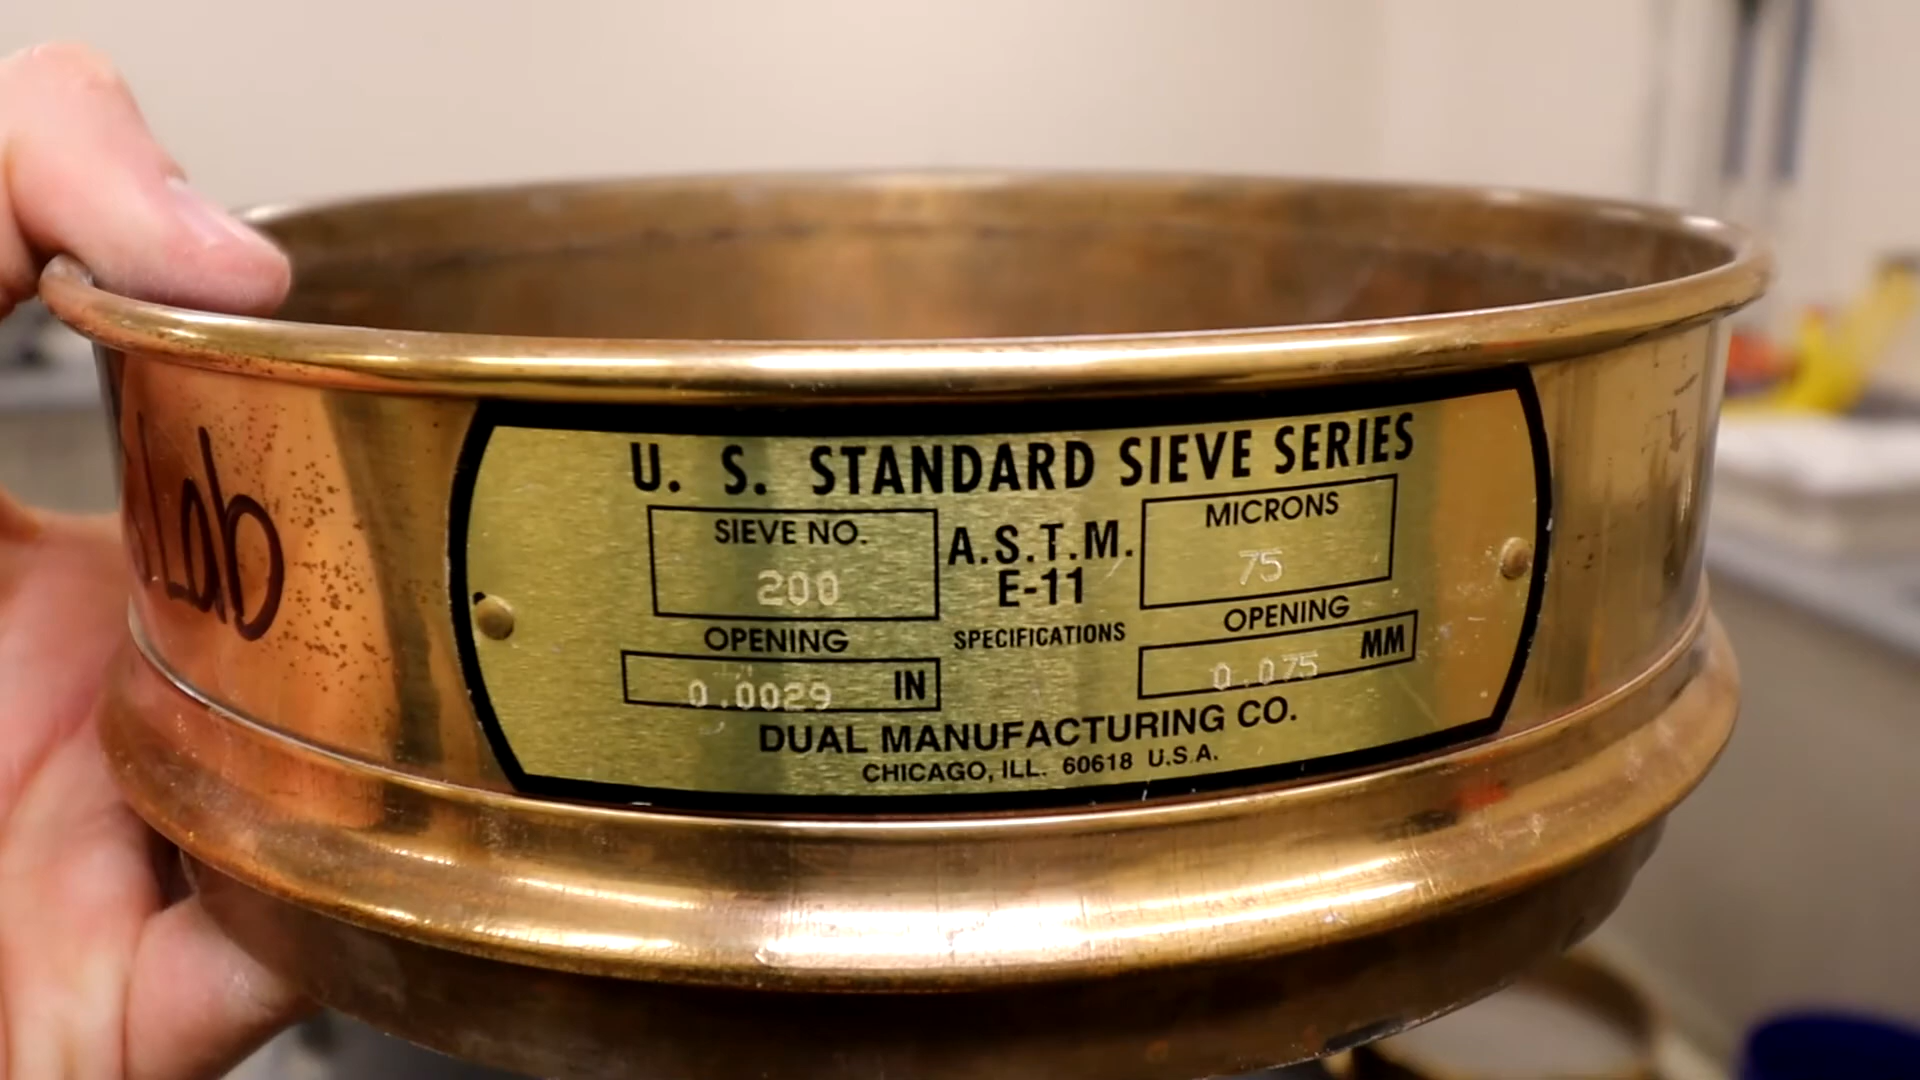 Lab
U. S. STANDARD SIEVE SERIES
SIEVE NO.
200
OPENING
0.0029 IN
A.S.T.M.
E-11
SPECIFICATIONS
MICRONS
75
OPENING
0.075 MM
DUAL MANUFACTURING CO.
CHICAGO, ILL. 60618 U.S.A.